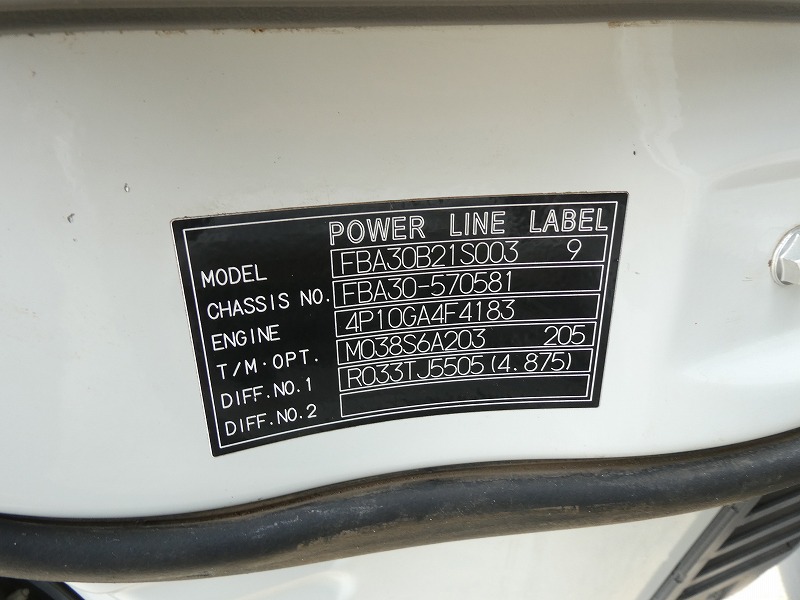 POWER LINE LABEL
MODEL FBA30B21S003 9
CHASSIS NO. FBA30-570581
ENGINE 4P10GA4F4183
T/M·OPT. M038S6A203 205
DIFF.NO.1 R033TJ5505(4.875)
DIFF.NO.2